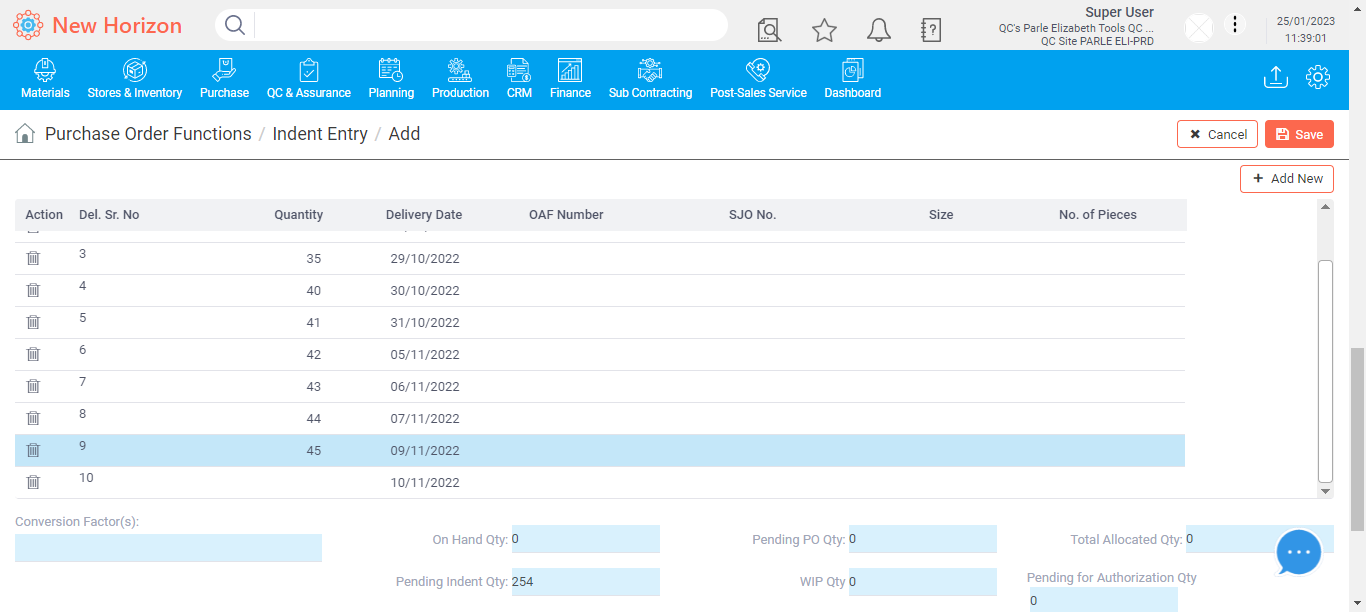 New Horizon
Super User
QC's Parle Elizabeth Tools QC ...
QC Site PARLE ELI-PRD
25/01/2023
11:39:01
Materials Stores & Inventory Purchase QC & Assurance Planning Production CRM Finance Sub Contracting Post-Sales Service Dashboard
Purchase Order Functions / Indent Entry / Add
Cancel Save
+ Add New
Action Del. Sr. No Quantity Delivery Date OAF Number SJO No. Size No. of Pieces
3 35 29/10/2022
4 40 30/10/2022
5 41 31/10/2022
6 42 05/11/2022
7 43 06/11/2022
8 44 07/11/2022
9 45 09/11/2022
10 10/11/2022
Conversion Factor(s):
On Hand Qty: 0 Pending PO Qty: 0 Total Allocated Qty: 0
Pending Indent Qty: 254 WIP Qty 0 Pending for Authorization Qty
0